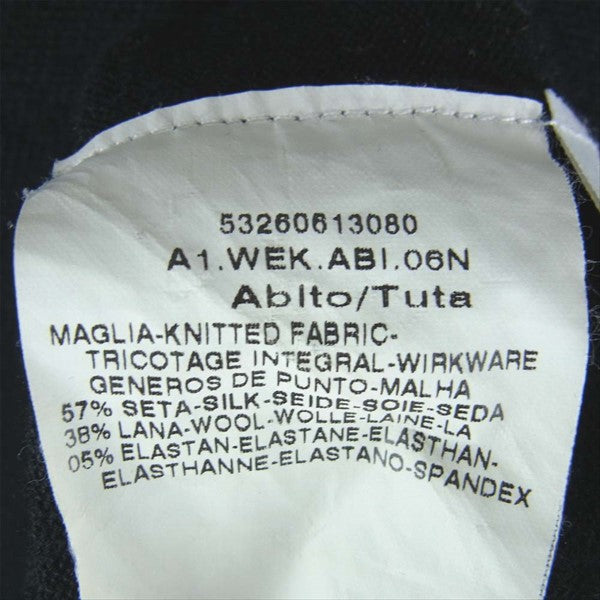 53260613080
A1.WEK.ABI.06N
Abito/Tuta
MAGLIA-KNITTED FABRIC-
TRICOTAGE INTEGRAL-WIRKWARE
GENEROS DE PUNTO-MALHA
57% SETA-SILK-SEIDE-SOIE-SEDA
38% LANA-WOOL-WOLLE-LAINE-LA
05% ELASTAN-ELASTANE-ELASTHAN-
ELASTHANNE-ELASTANO-SPANDEX